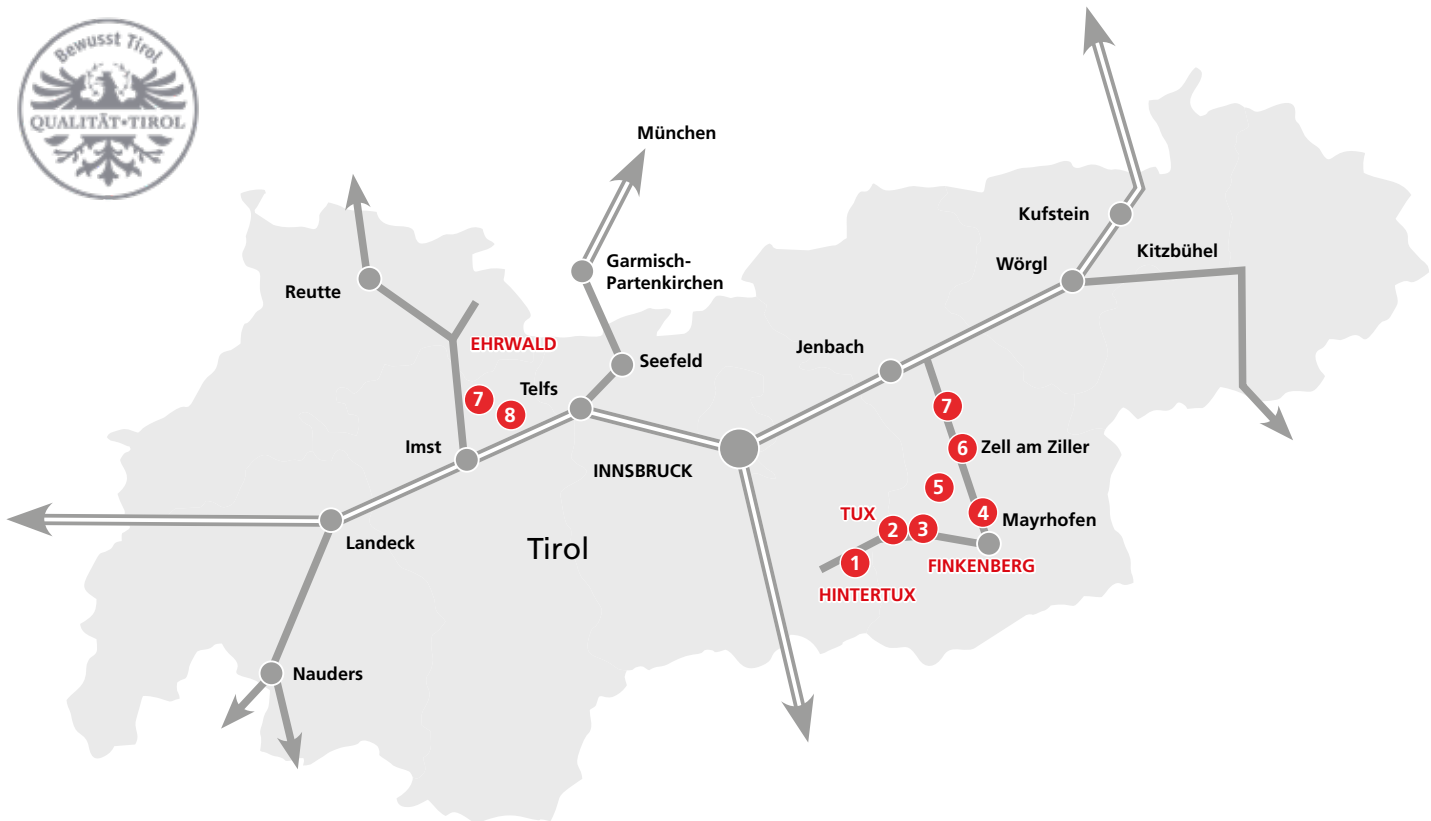 Bewusst Tirol
QUALITÄT•TIROL
München
Kufstein
Kitzbühel
Wörgl
Garmisch-
Partenkirchen
Reutte
EHRWALD
Jenbach
Seefeld
Telfs
7
8
7
Imst
6
Zell am Ziller
INNSBRUCK
5
TUX
4
Mayrhofen
2
3
Landeck
Tirol
1
FINKENBERG
HINTERTUX
Nauders